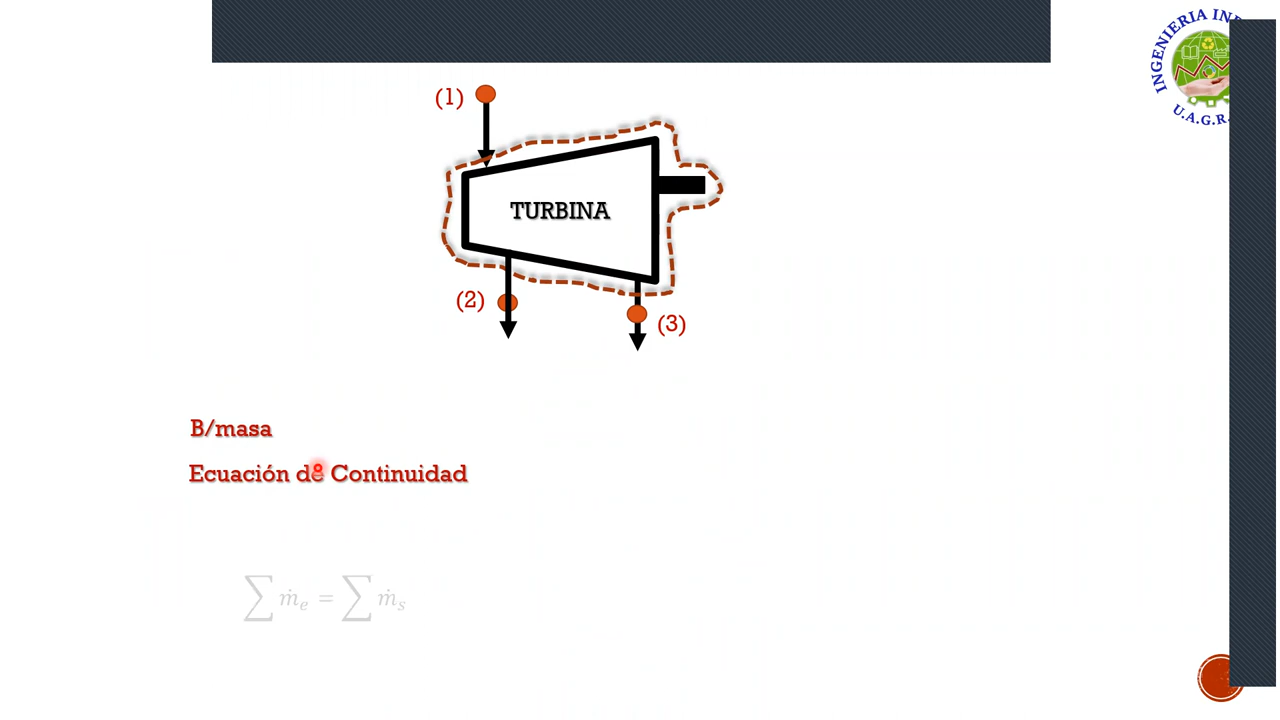 INGENIERIA IN
U.A.G.R.
(1)
TURBINA
(2)
(3)
B/masa
Ecuación de Continuidad
∑ṁₑ = ∑ṁₛ